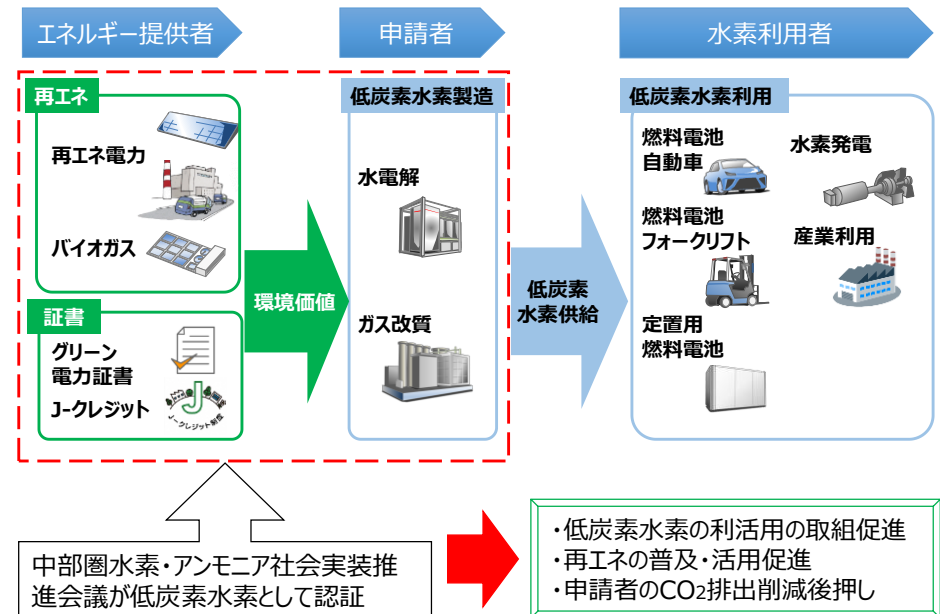 エネルギー提供者
申請者
水素利用者
再エネ
再エネ電力
バイオガス
証書
グリーン
電力証書
J-クレジット
J-クレジット制度
環境価値
低炭素水素製造
水電解
ガス改質
低炭素
水素供給
低炭素水素利用
燃料電池
自動車
燃料電池
フォークリフト
定置用
燃料電池
水素発電
産業利用
中部圏水素・アンモニア社会実装推
進会議が低炭素水素として認証
・低炭素水素の利活用の取組促進
・再エネの普及・活用促進
・申請者のCO₂排出削減後押し